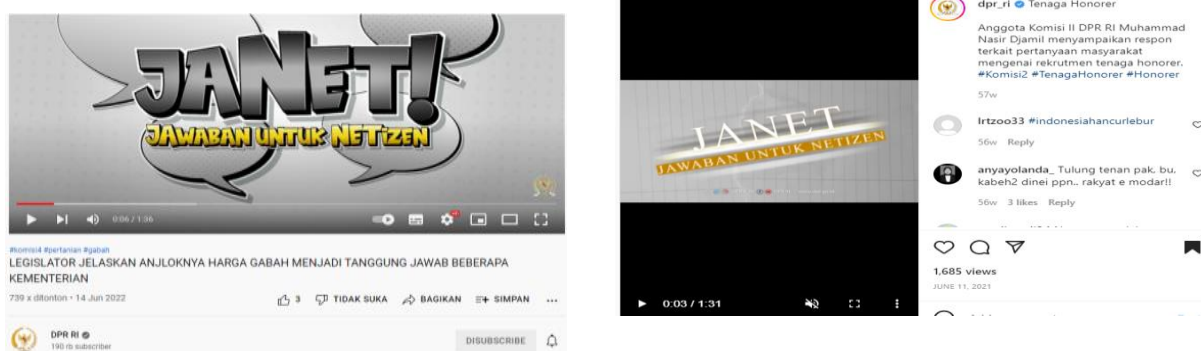 JANET!
JAWABAN UNTUK NETIZEN
0:06 / 1:36
#komisi4 #pertanian #gabah
LEGISLATOR JELASKAN ANJLOKNYA HARGA GABAH MENJADI TANGGUNG JAWAB BEBERAPA
KEMENTERIAN
739 x ditonton • 14 Jun 2022
3 TIDAK SUKA BAGIKAN SIMPAN
DPR RI
190 rb subscriber
DISUBSCRIBE
JANET
JAWABAN UNTUK NETIZEN
0:03 / 1:31
dpr_ri Tenaga Honorer
Anggota Komisi II DPR RI Muhammad
Nasir Djamil menyampaikan respon
terkait pertanyaan masyarakat
mengenai rekrutmen tenaga honorer.
#Komisi2 #TenagaHonorer #Honorer
57w
#indonesiahancurlebur
56w Reply
anyayolanda_ Tulung tenan pak, bu,
kabeh2 dinei ppn.. rakyat e modar!!
56w 3 likes Reply
1,685 views
JUNE 11, 2021